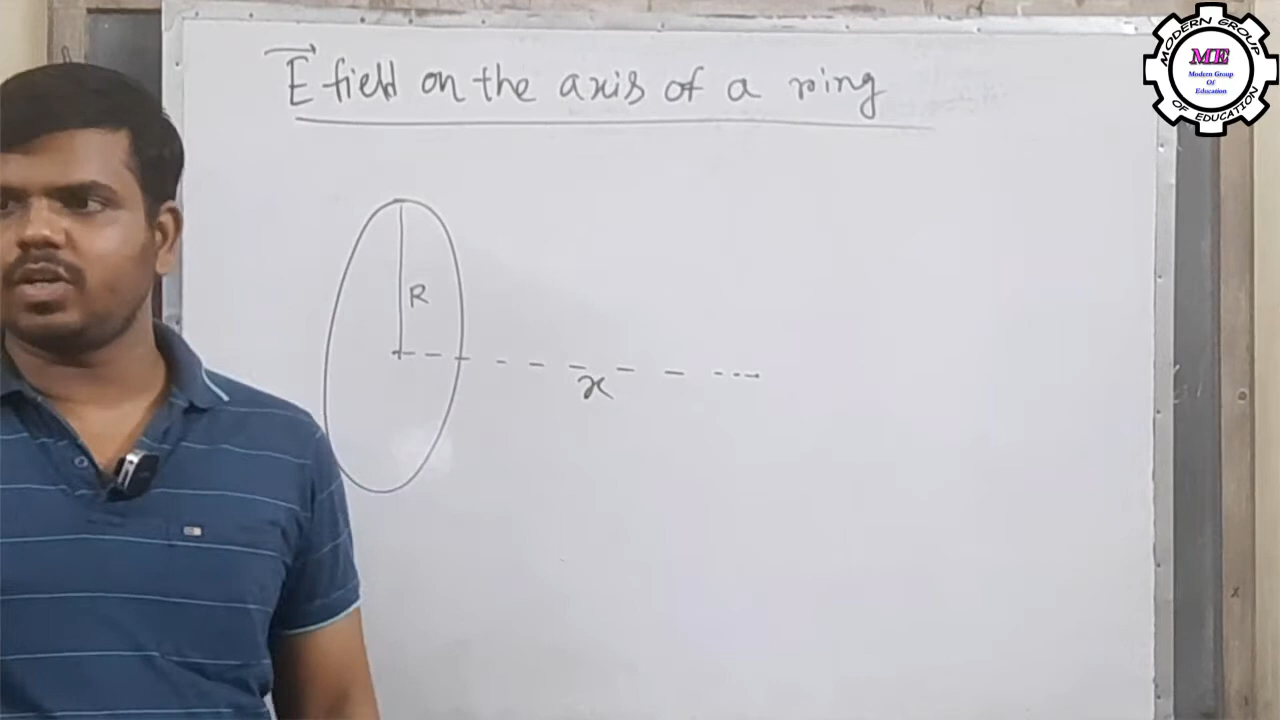 E field on the axis of a ring
R
x
MODERN GROUP
ME
Modern Group
Of
Education
OF EDUCATION